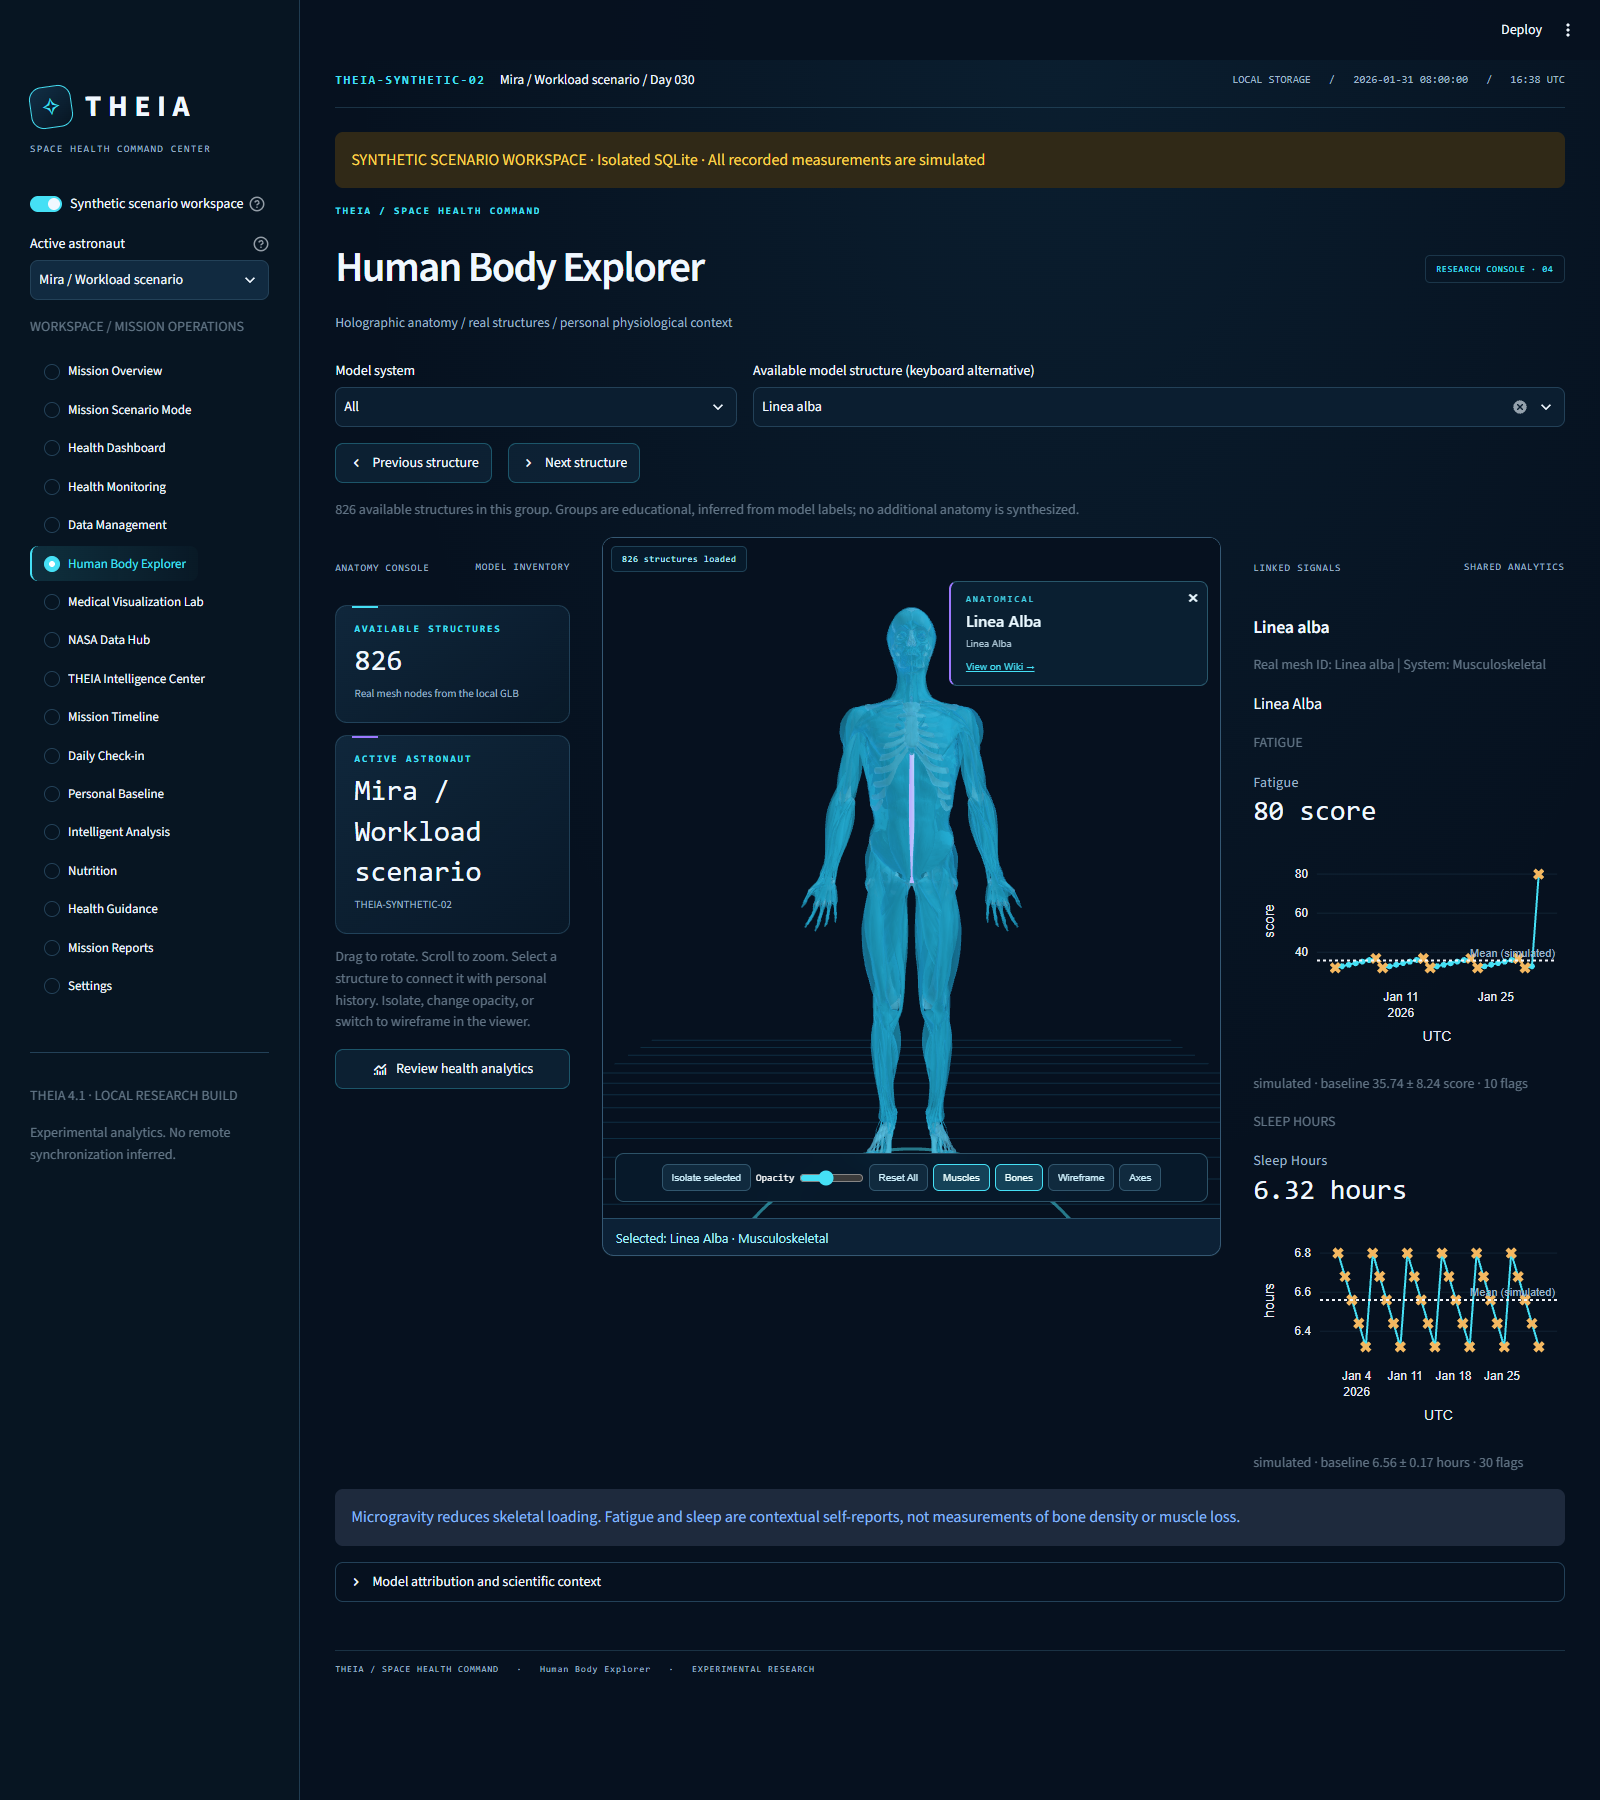 Deploy
THEIA
SPACE HEALTH COMMAND CENTER
Synthetic scenario workspace
Active astronaut
Mira / Workload scenario
WORKSPACE / MISSION OPERATIONS
Mission Overview
Mission Scenario Mode
Health Dashboard
Health Monitoring
Data Management
Human Body Explorer
Medical Visualization Lab
NASA Data Hub
THEIA Intelligence Center
Mission Timeline
Daily Check-in
Personal Baseline
Intelligent Analysis
Nutrition
Health Guidance
Mission Reports
Settings
THEIA 4.1 · LOCAL RESEARCH BUILD
Experimental analytics. No remote
synchronization inferred.
THEIA-SYNTHETIC-02 Mira / Workload scenario / Day 030
LOCAL STORAGE / 2026-01-31 08:00:00 / 16:38 UTC
SYNTHETIC SCENARIO WORKSPACE · Isolated SQLite · All recorded measurements are simulated
THEIA / SPACE HEALTH COMMAND
Human Body Explorer
RESEARCH CONSOLE · 04
Holographic anatomy / real structures / personal physiological context
Model system
All
Available model structure (keyboard alternative)
Linea alba
Previous structure
Next structure
826 available structures in this group. Groups are educational, inferred from model labels; no additional anatomy is synthesized.
ANATOMY CONSOLE
MODEL INVENTORY
AVAILABLE STRUCTURES
826
Real mesh nodes from the local GLB
ACTIVE ASTRONAUT
Mira /
Workload
scenario
THEIA-SYNTHETIC-02
Drag to rotate. Scroll to zoom. Select a
structure to connect it with personal
history. Isolate, change opacity, or
switch to wireframe in the viewer.
Review health analytics
826 structures loaded
ANATOMICAL
Linea Alba
Linea Alba
View on Wiki →
Isolate selected
Opacity
Reset All
Muscles
Bones
Wireframe
Axes
Selected: Linea Alba · Musculoskeletal
LINKED SIGNALS
SHARED ANALYTICS
Linea alba
Real mesh ID: Linea alba | System: Musculoskeletal
Linea Alba
FATIGUE
Fatigue
80 score
80
60
40
score
Mean (simulated)
Jan 11
2026
Jan 25
UTC
simulated · baseline 35.74 ± 8.24 score · 10 flags
SLEEP HOURS
Sleep Hours
6.32 hours
6.8
6.6
6.4
hours
Mean (simulated)
Jan 4
2026
Jan 11
Jan 18
Jan 25
UTC
simulated · baseline 6.56 ± 0.17 hours · 30 flags
Microgravity reduces skeletal loading. Fatigue and sleep are contextual self-reports, not measurements of bone density or muscle loss.
Model attribution and scientific context
THEIA / SPACE HEALTH COMMAND · Human Body Explorer · EXPERIMENTAL RESEARCH